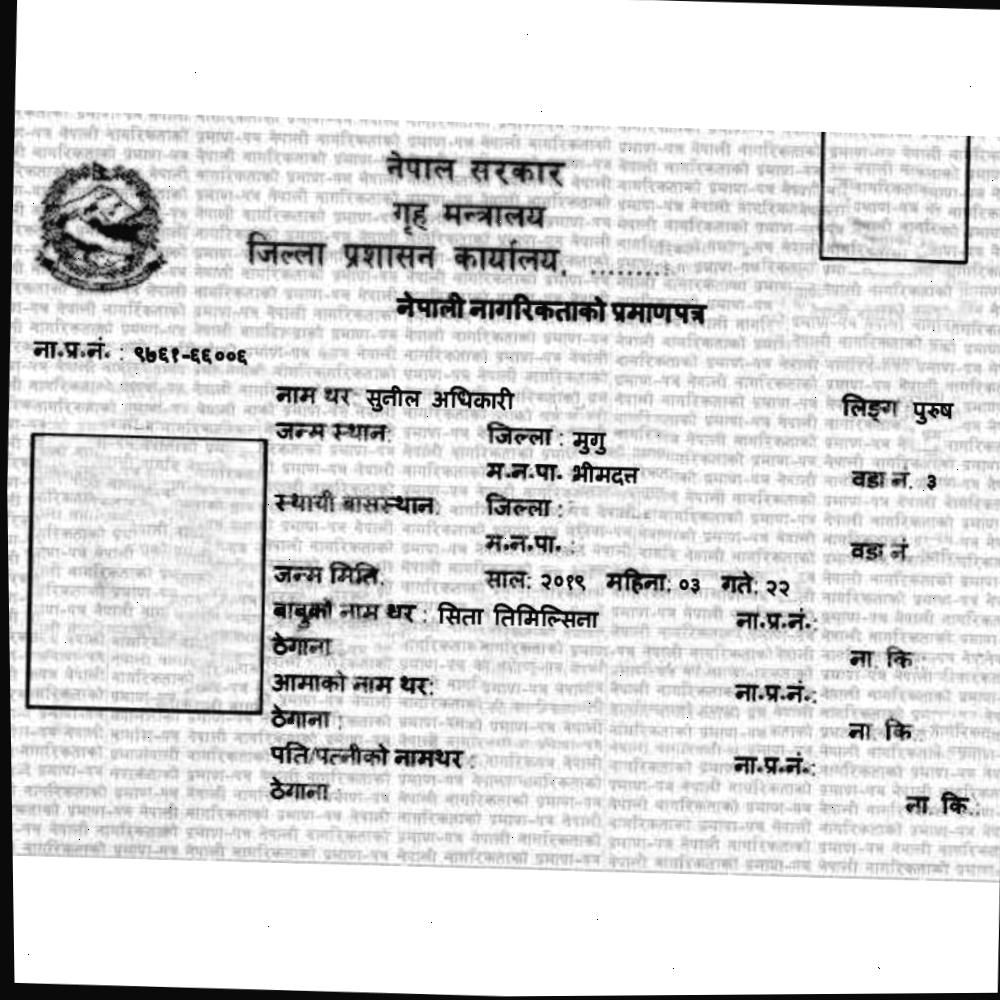 नेपाल सरकार
गृह मन्त्रालय
जिल्ला प्रशासन कार्यालय, ..........
नेपाली नागरिकताको प्रमाणपत्र
ना.प्र.नं. : ९७६१-६६००६
नाम थर: सुनील अधिकारी लिङ्ग पुरुष
जन्म स्थान: जिल्ला : मुगु
म.न.पा. भीमदत्त वडा नं. ३
स्थायी बासस्थान: जिल्ला :
म.न.पा. : वडा नं
जन्म मिति: साल: २०१९ महिना: ०३ गते: २२
बाबुको नाम थर : सिता तिमिल्सिना ना.प्र.नं.:
ठेगाना ना. कि.:
आमाको नाम थर: ना.प्र.नं.:
ठेगाना : ना. कि.:
पति/पत्नीको नामथर : ना.प्र.नं.:
ठेगाना : ना. कि.: